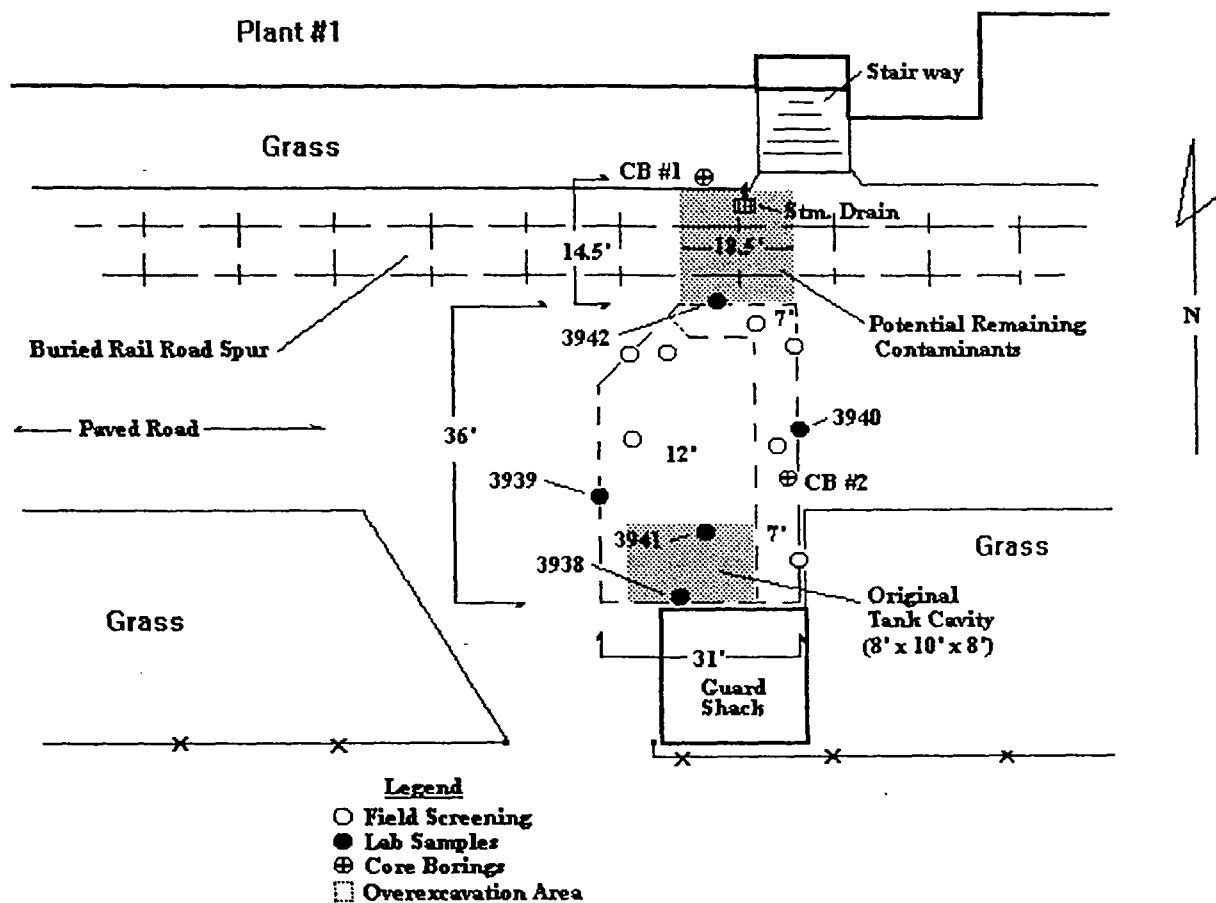 Plant #1
Stair way
Grass
CB #1
Stm. Drain
14.5'
18.5'
7'
3942
Potential Remaining
Contaminants
Buried Rail Road Spur
Paved Road
36'
3940
12'
3939
CB #2
7'
3941
Grass
3938
Original
Tank Cavity
(8' x 10' x 8')
Grass
31'
Guard
Shack
N
Legend
Field Screening
Lab Samples
Core Borings
Overexcavation Area